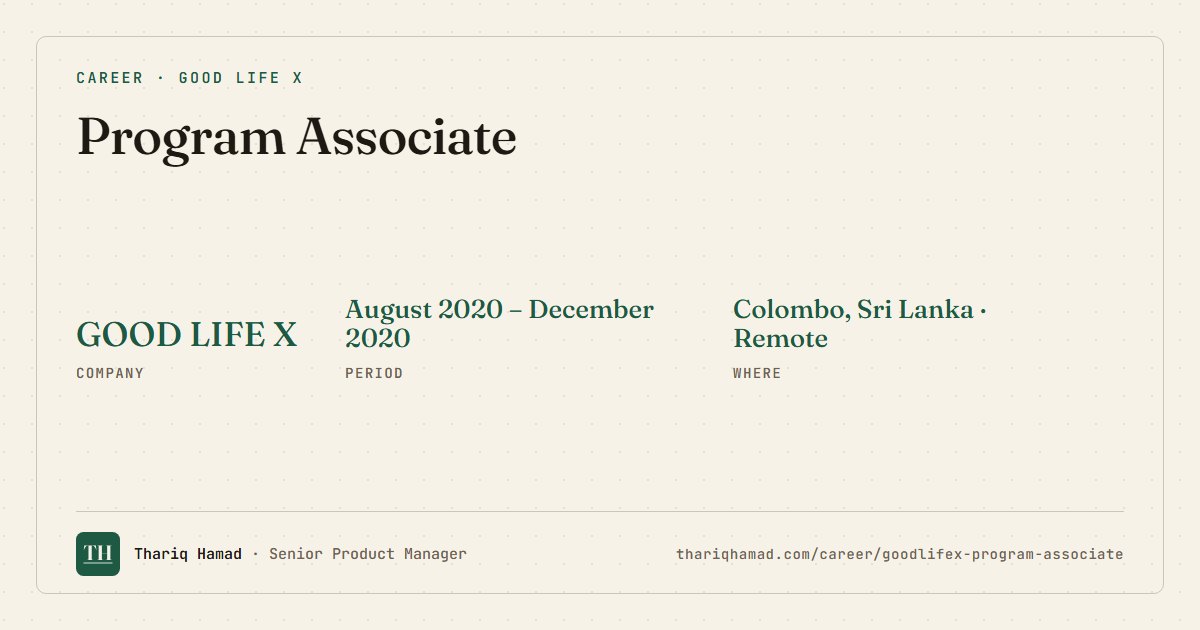 CAREER · GOOD LIFE X
Program Associate
GOOD LIFE X
COMPANY
August 2020 – December
2020
PERIOD
Colombo, Sri Lanka ·
Remote
WHERE
TH
Thariq Hamad · Senior Product Manager
thariqhamad.com/career/goodlifex-program-associate